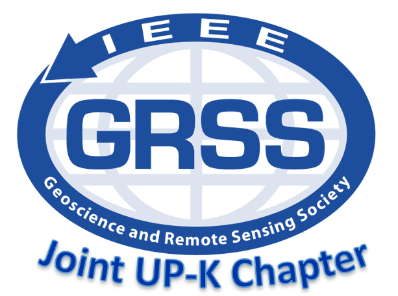 IEEE
GRSS
Geoscience and Remote Sensing Society
Joint UP-K Chapter